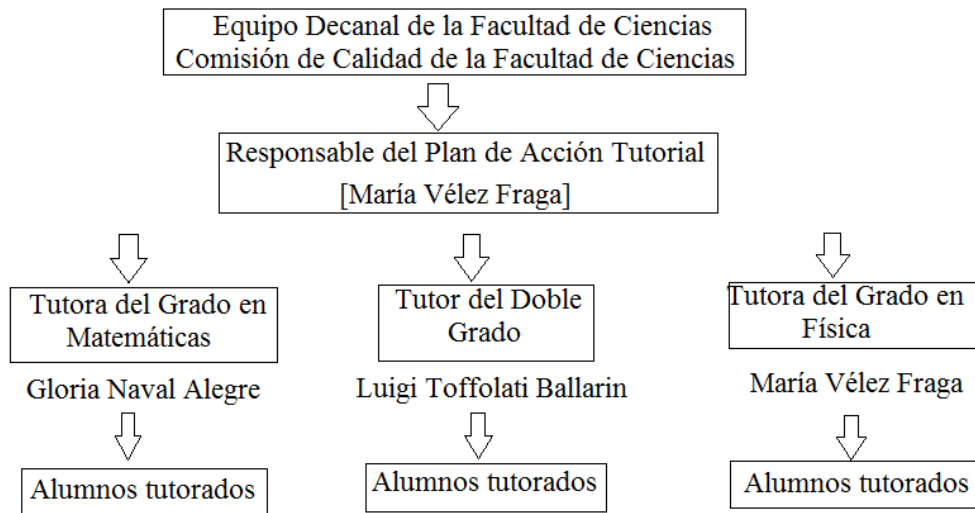 Equipo Decanal de la Facultad de Ciencias
Comisión de Calidad de la Facultad de Ciencias
Responsable del Plan de Acción Tutorial
[María Vélez Fraga]
Tutora del Grado en
Matemáticas
Gloria Naval Alegre
Alumnos tutorados
Tutor del Doble
Grado
Luigi Toffolati Ballarin
Alumnos tutorados
Tutora del Grado en
Física
María Vélez Fraga
Alumnos tutorados